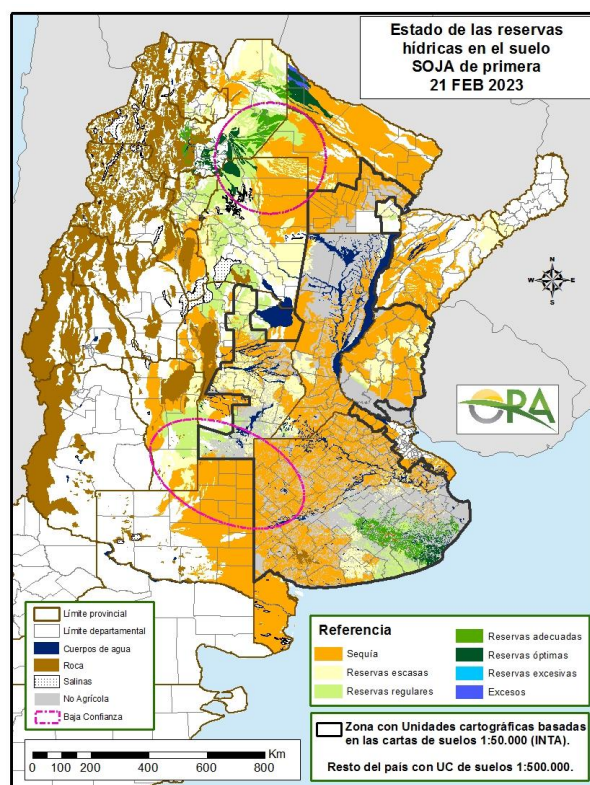 Estado de las reservas
hídricas en el suelo
SOJA de primera
21 FEB 2023
N
W
E
S
ORA
Límite provincial
Límite departamental
Cuerpos de agua
Roca
Salinas
No Agrícola
Baja Confianza
Referencia
Sequía
Reservas escasas
Reservas regulares
Reservas adecuadas
Reservas óptimas
Reservas excesivas
Excesos
Zona con Unidades cartográficas basadas
en las cartas de suelos 1:50.000 (INTA).
Resto del país con UC de suelos 1:500.000.
Km
0 100 200 400 600 800